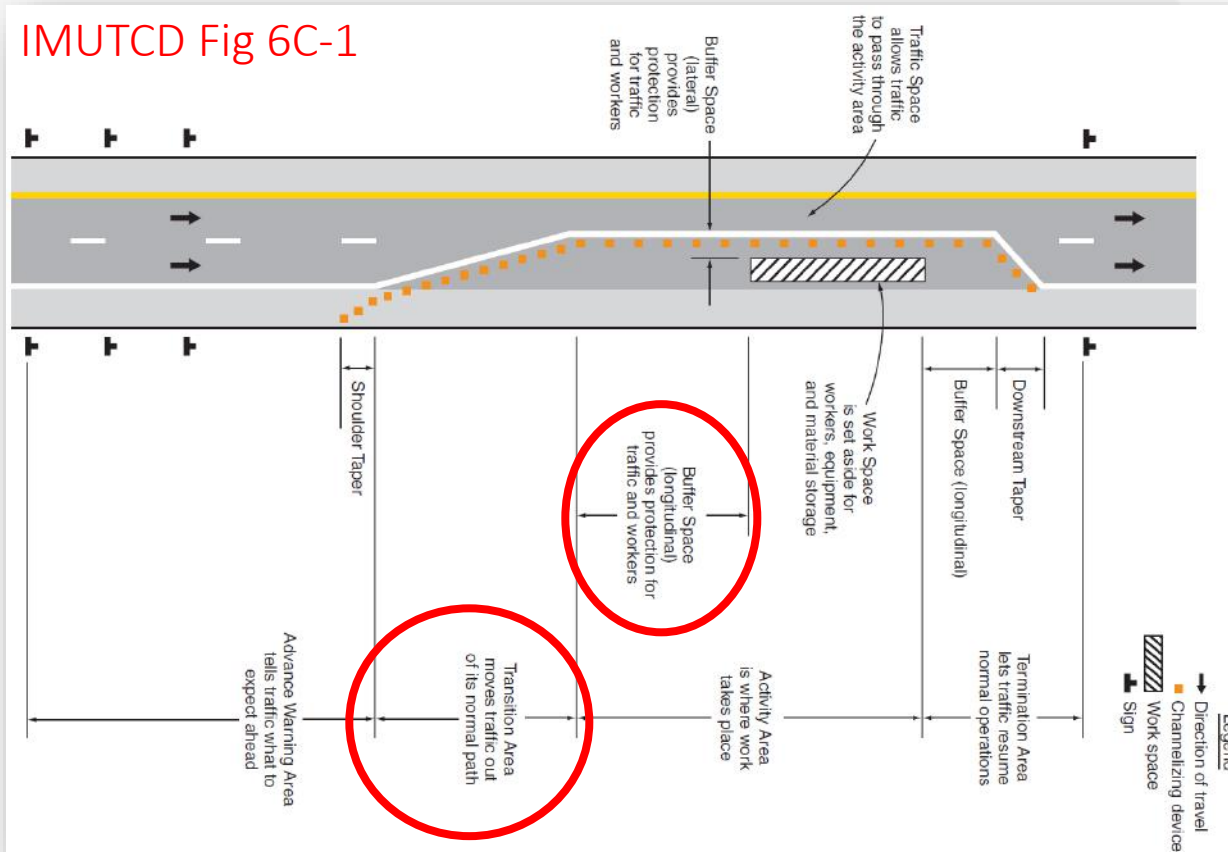 IMUTCD Fig 6C-1
Traffic Space
allows traffic
to pass through
the activity area
Buffer Space
(lateral)
provides
protection
for traffic
and workers
Work Space
is set aside for
workers, equipment,
and material storage
Downstream Taper
Buffer Space (longitudinal)
Shoulder Taper
Buffer Space
(longitudinal)
provides protection for
traffic and workers
Termination Area
lets traffic resume
normal operations
Activity Area
is where work
takes place
Transition Area
moves traffic out
of its normal path
Advance Warning Area
tells traffic what to
expect ahead
Legend
Direction of travel
Channelizing device
Work space
Sign